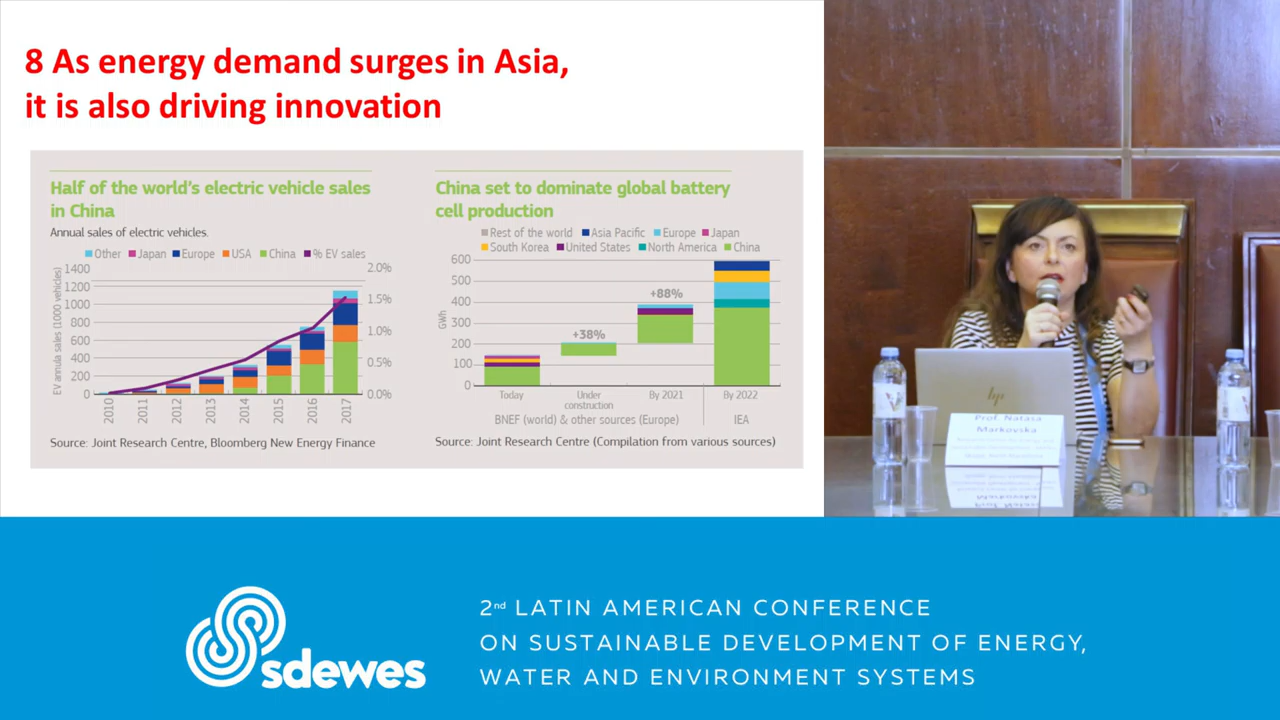 8 As energy demand surges in Asia,
it is also driving innovation
Half of the world's electric vehicle sales
in China
Annual sales of electric vehicles.
Other Japan Europe USA China % EV sales
EV annula sales (1000 vehicles)
1400
1200
1000
800
600
400
200
0
2.0%
1.5%
1.0%
0.5%
0.0%
2010 2011 2012 2013 2014 2015 2016 2017
Source: Joint Research Centre, Bloomberg New Energy Finance
China set to dominate global battery
cell production
Rest of the world Asia Pacific Europe Japan
South Korea United States North America China
GWh
600
500
400
300
200
100
0
+38%
+88%
Today Under construction By 2021 By 2022
BNEF (world) & other sources (Europe) IEA
Source: Joint Research Centre (Compilation from various sources)
hp
Prof. Natasa
Markovska
sdewes
2nd LATIN AMERICAN CONFERENCE
ON SUSTAINABLE DEVELOPMENT OF ENERGY,
WATER AND ENVIRONMENT SYSTEMS